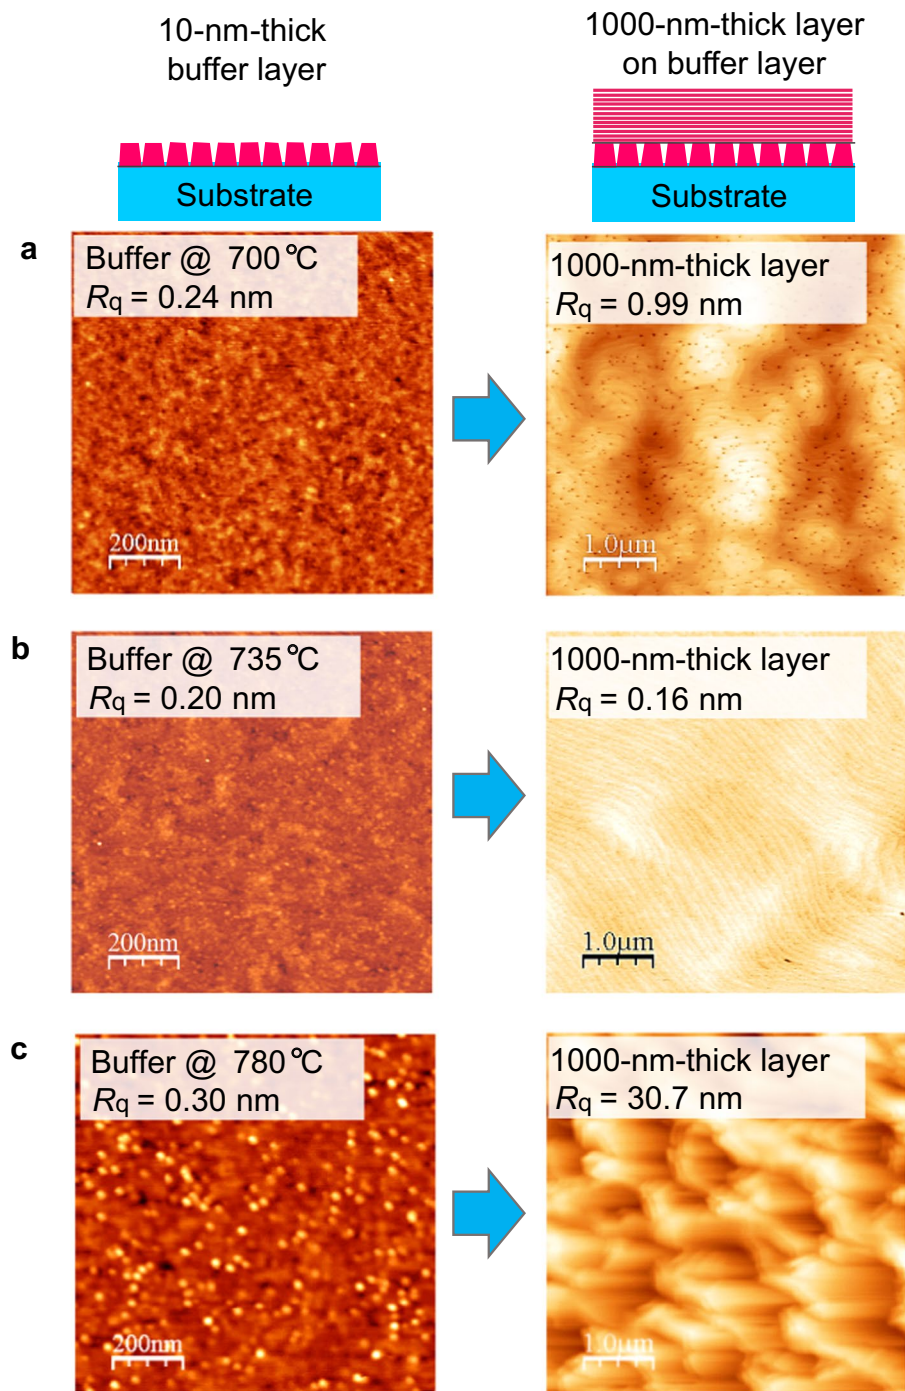 10-nm-thick
buffer layer
1000-nm-thick layer
on buffer layer
Substrate
Substrate
a
Buffer @ 700℃
Rq = 0.24 nm
200nm
1000-nm-thick layer
Rq = 0.99 nm
1.0μm
b
Buffer @ 735℃
Rq = 0.20 nm
200nm
1000-nm-thick layer
Rq = 0.16 nm
1.0μm
c
Buffer @ 780℃
Rq = 0.30 nm
200nm
1000-nm-thick layer
Rq = 30.7 nm
1.0μm